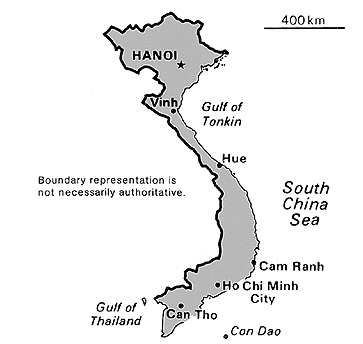 400 km
HANOI
Vinh
Gulf of
Tonkin
Hue
Boundary representation is
not necessarily authoritative.
South
China
Sea
Cam Ranh
Ho Chi Minh
City
Gulf of
Thailand
Can Tho
Con Dao